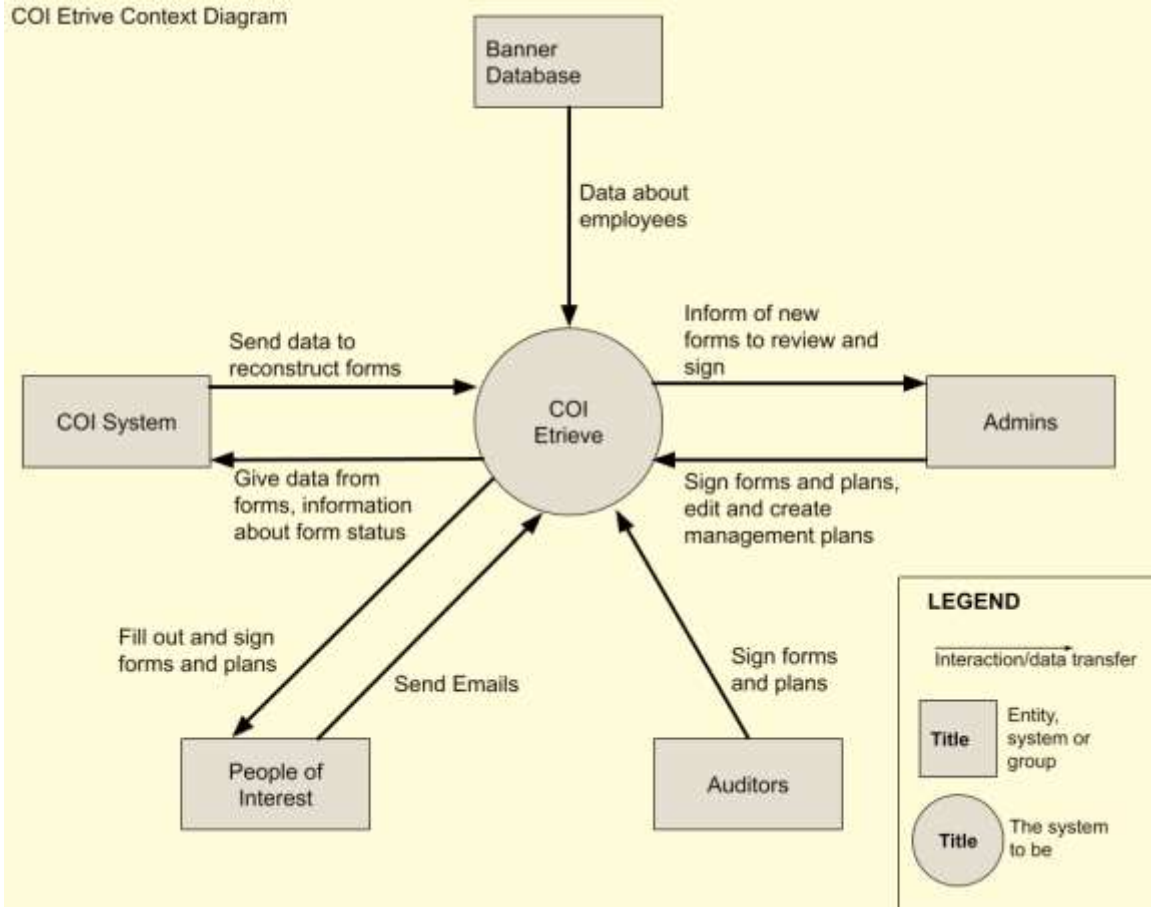 COI Etrive Context Diagram
Banner
Database
Data about
employees
Inform of new
forms to review and
sign
Send data to
reconstruct forms
COI System
COI
Etrieve
Admins
Give data from
forms, information
about form status
Sign forms and plans,
edit and create
management plans
Fill out and sign
forms and plans
Send Emails
Sign forms
and plans
People of
Interest
Auditors
LEGEND
Interaction/data transfer
Title
Entity,
system or
group
Title
The system
to be